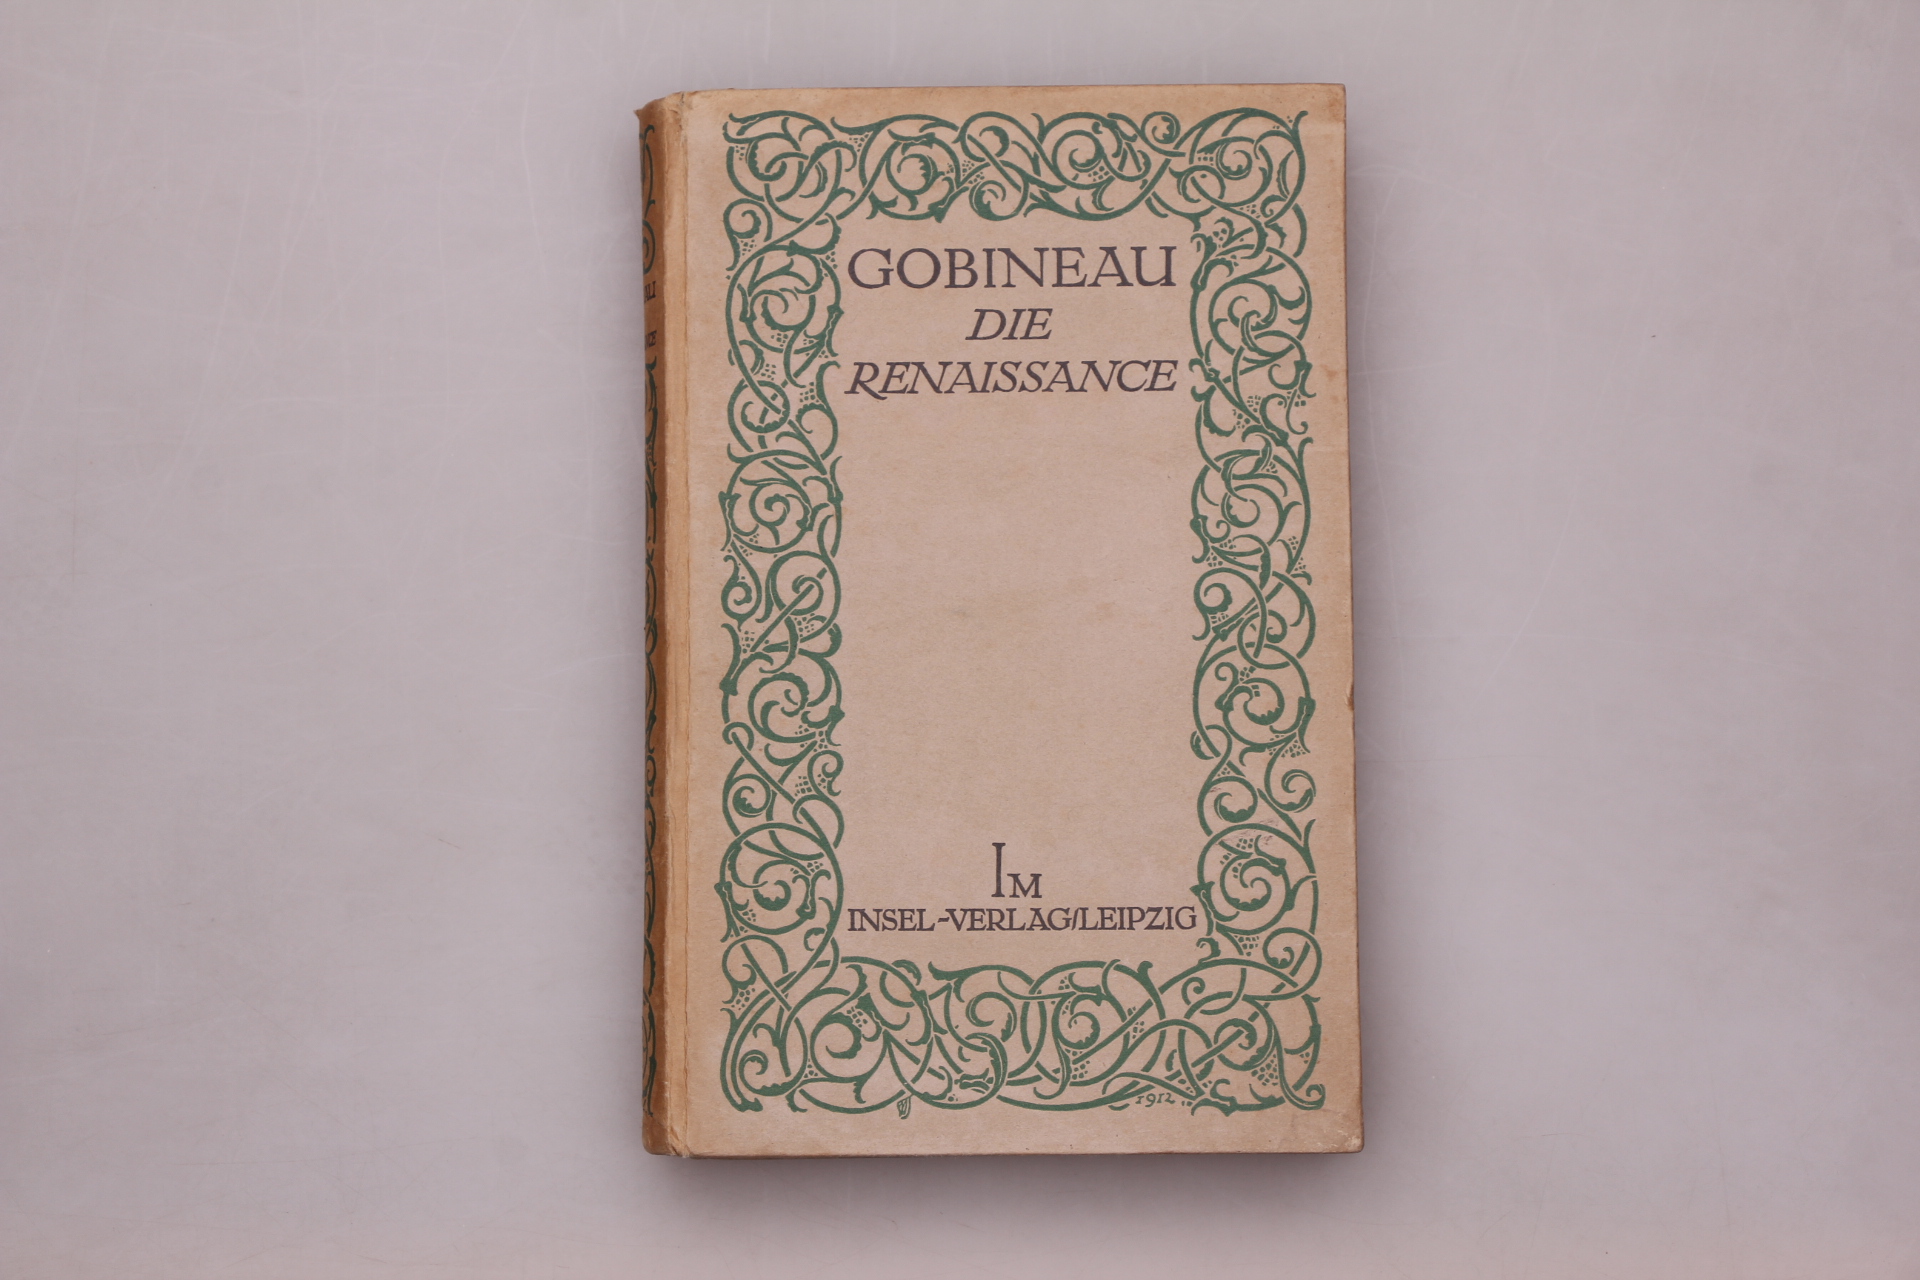 GOBINEAU
DIE
RENAISSANCE
IM
INSEL-VERLAG/LEIPZIG
1912